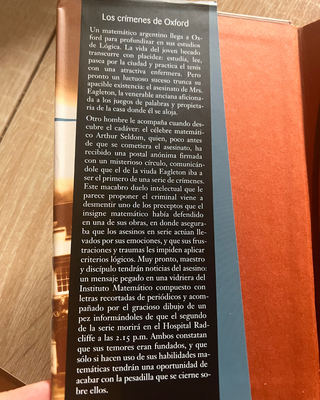 Los crímenes de Oxford
Un matemático argentino llega a Ox-
ford para profundizar en sus estudios
de Lógica. La vida del joven becado
transcurre con placidez: estudia, lee,
pasea por la ciudad y practica el tenis
con una atractiva enfermera. Pero
pronto un luctuoso suceso trunca su
apacible existencia: el asesinato de Mrs.
Eagleton, la venerable anciana aficiona-
da a los juegos de palabras y propieta-
ria de la casa donde él se aloja.
Otro hombre le acompaña cuando des-
cubre el cadáver: el célebre matemáti-
co Arthur Seldom, quien, poco antes
de que se cometiera el asesinato, ha
recibido una postal anónima firmada
con un misterioso círculo, comunicán-
dole que el de la viuda Eagleton iba a
ser el primero de una serie de crímenes.
Este macabro duelo intelectual que le
parece proponer el criminal viene a
desmentir uno de los preceptos que el
insigne matemático había defendido
en una de sus obras, en donde asegura-
ba que los asesinos en serie actúan lle-
vados por sus emociones, y que sus frus-
traciones y traumas les impiden aplicar
criterios lógicos. Muy pronto, maestro
y discípulo tendrán noticias del asesino:
un mensaje pegado en una vidriera del
Instituto Matemático compuesto con
letras recortadas de periódicos y acom-
pañado por el gracioso dibujo de un
pez informándoles de que el segundo
de la serie morirá en el Hospital Rad-
cliffe a las 2.15 p.m. Ambos constatan
que sus temores eran fundados, y que
sólo si hacen uso de sus habilidades ma-
temáticas tendrán una oportunidad de
acabar con la pesadilla que se cierne so-
bre ellos.